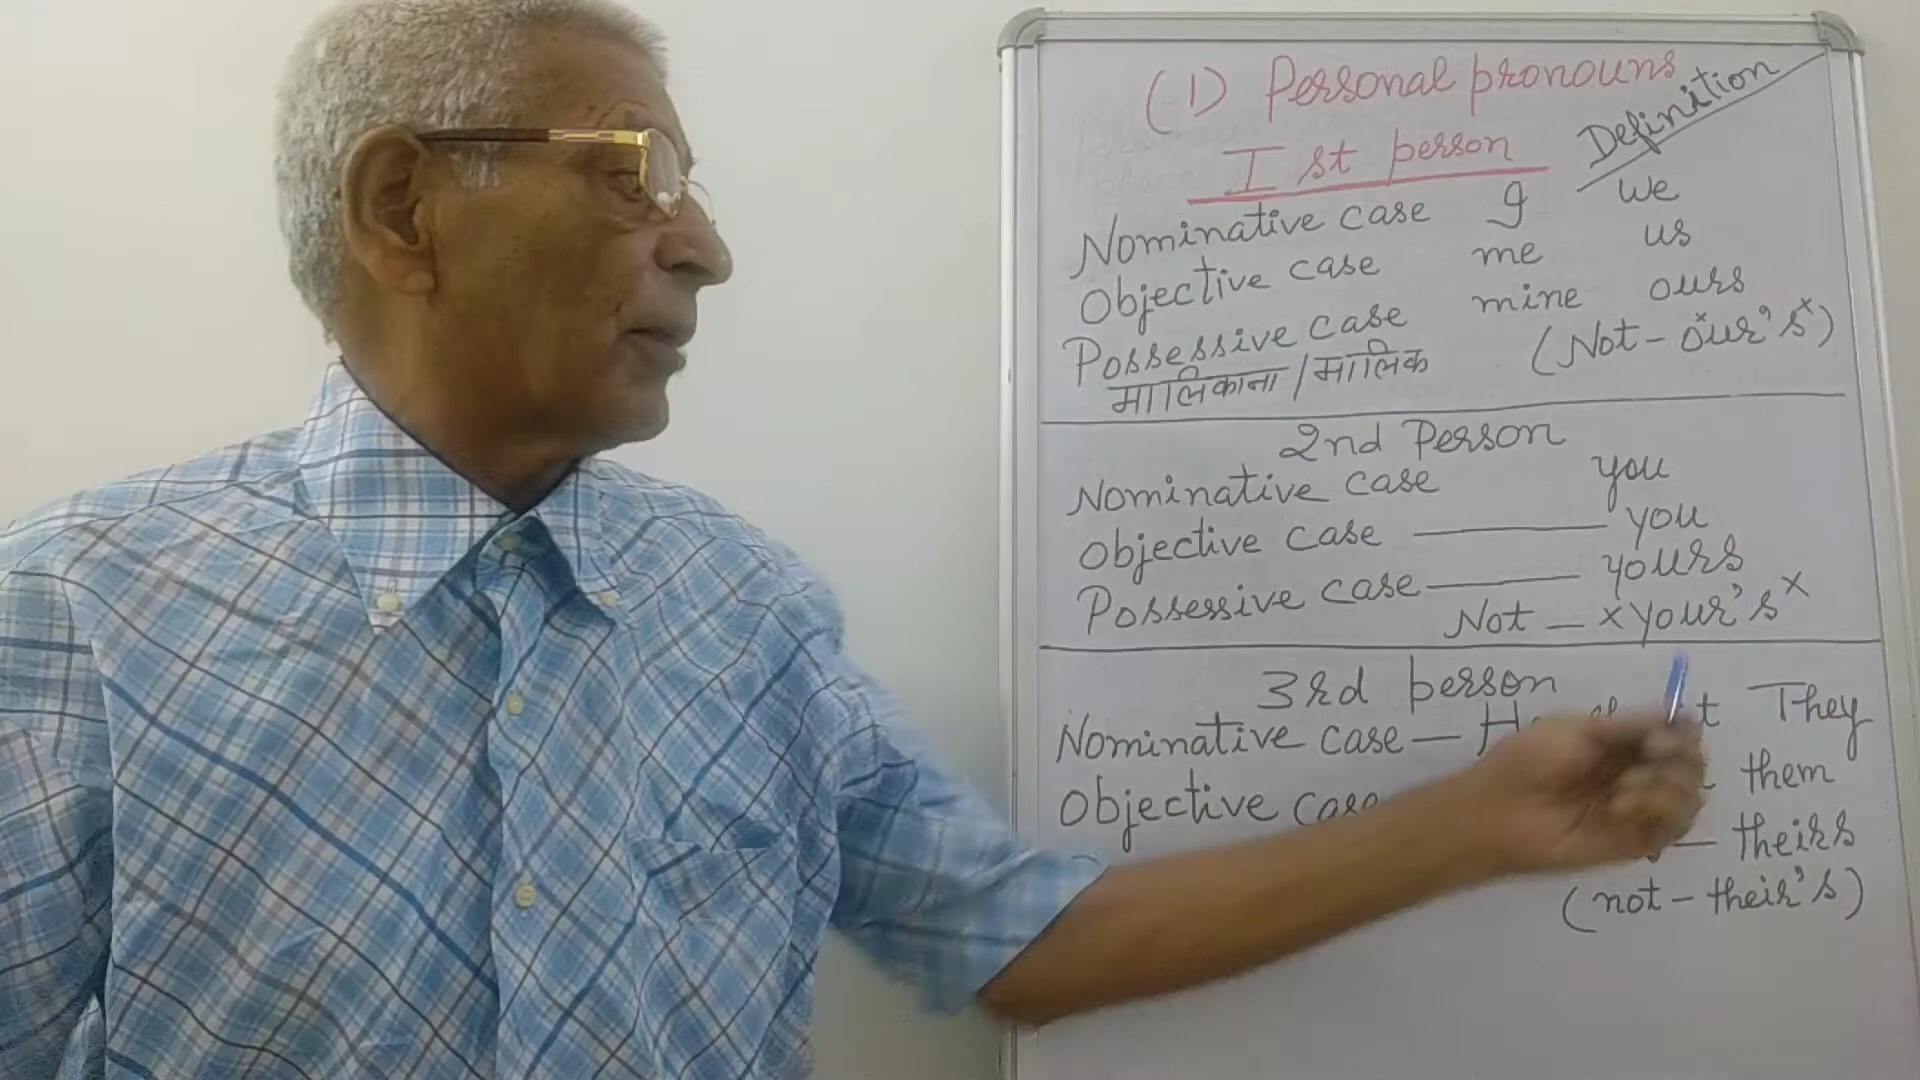 (1) Personal pronouns
Definition
I st person
Nominative case I we
Objective case me us
Possessive case mine ours
मालिकाना / मालिक (Not - our's)
2nd Person
Nominative case you
Objective case — you
Possessive case — yours
Not — x your's x
3rd person
Nominative case — They
Objective case them
— theirs
(not - their's)